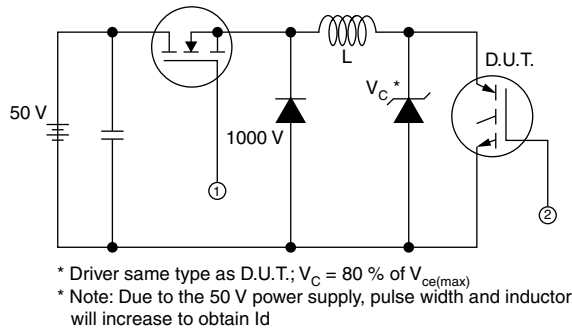 50 V
1000 V
L
V_C *
D.U.T.
1
2
* Driver same type as D.U.T.; V_C = 80 % of V_ce(max)
* Note: Due to the 50 V power supply, pulse width and inductor
will increase to obtain Id